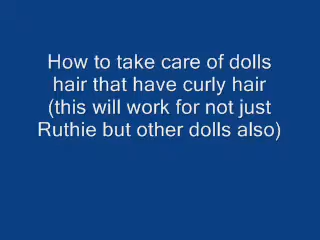 How to take care of dolls
hair that have curly hair
(this will work for not just
Ruthie but other dolls also)